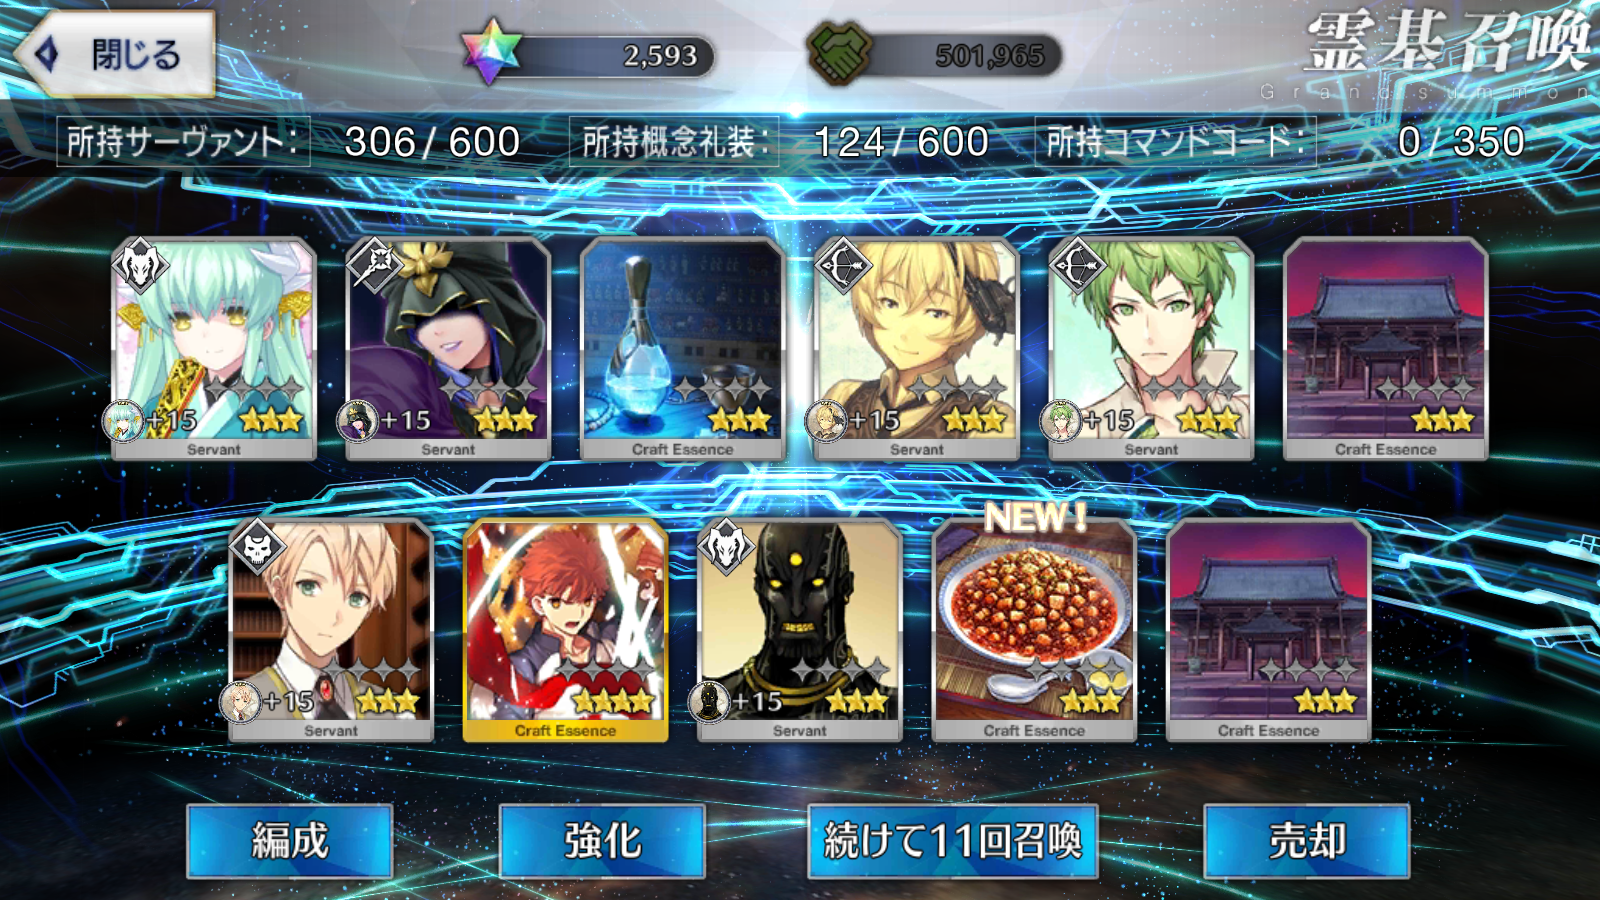 閉じる
2,593
501,965
霊基召喚
Grand summon
所持サーヴァント: 306 / 600
所持概念礼装: 124 / 600
所持コマンドコード: 0 / 350
+15
Servant
+15
Servant
Craft Essence
+15
Servant
+15
Servant
Craft Essence
+15
Servant
Craft Essence
+15
Servant
NEW!
Craft Essence
Craft Essence
編成
強化
続けて11回召喚
売却